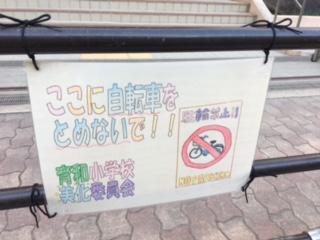 ここに自転車を
とめないで!!
育和小学校
美化委員会
駐輪禁止!!